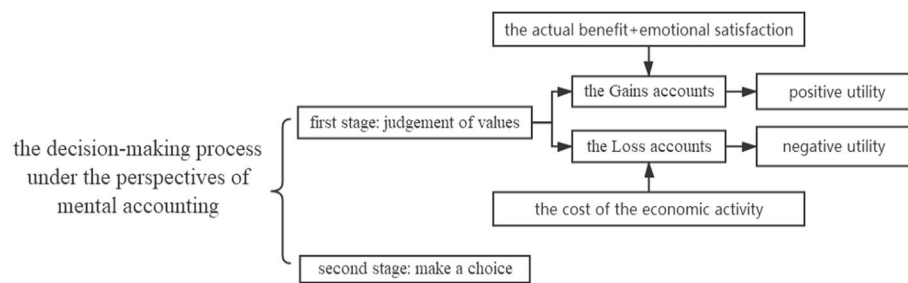 the actual benefit+emotional satisfaction
the Gains accounts
positive utility
first stage: judgement of values
the decision-making process
under the perspectives of
mental accounting
the Loss accounts
negative utility
the cost of the economic activity
second stage: make a choice